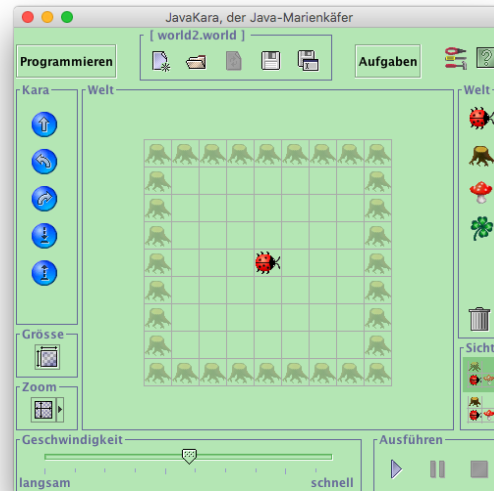 JavaKara, der Java-Marienkäfer
[ world2.world ]
Programmieren
Aufgaben
Kara
Welt
Welt
Grösse
Zoom
Sicht
Geschwindigkeit
langsam
schnell
Ausführen